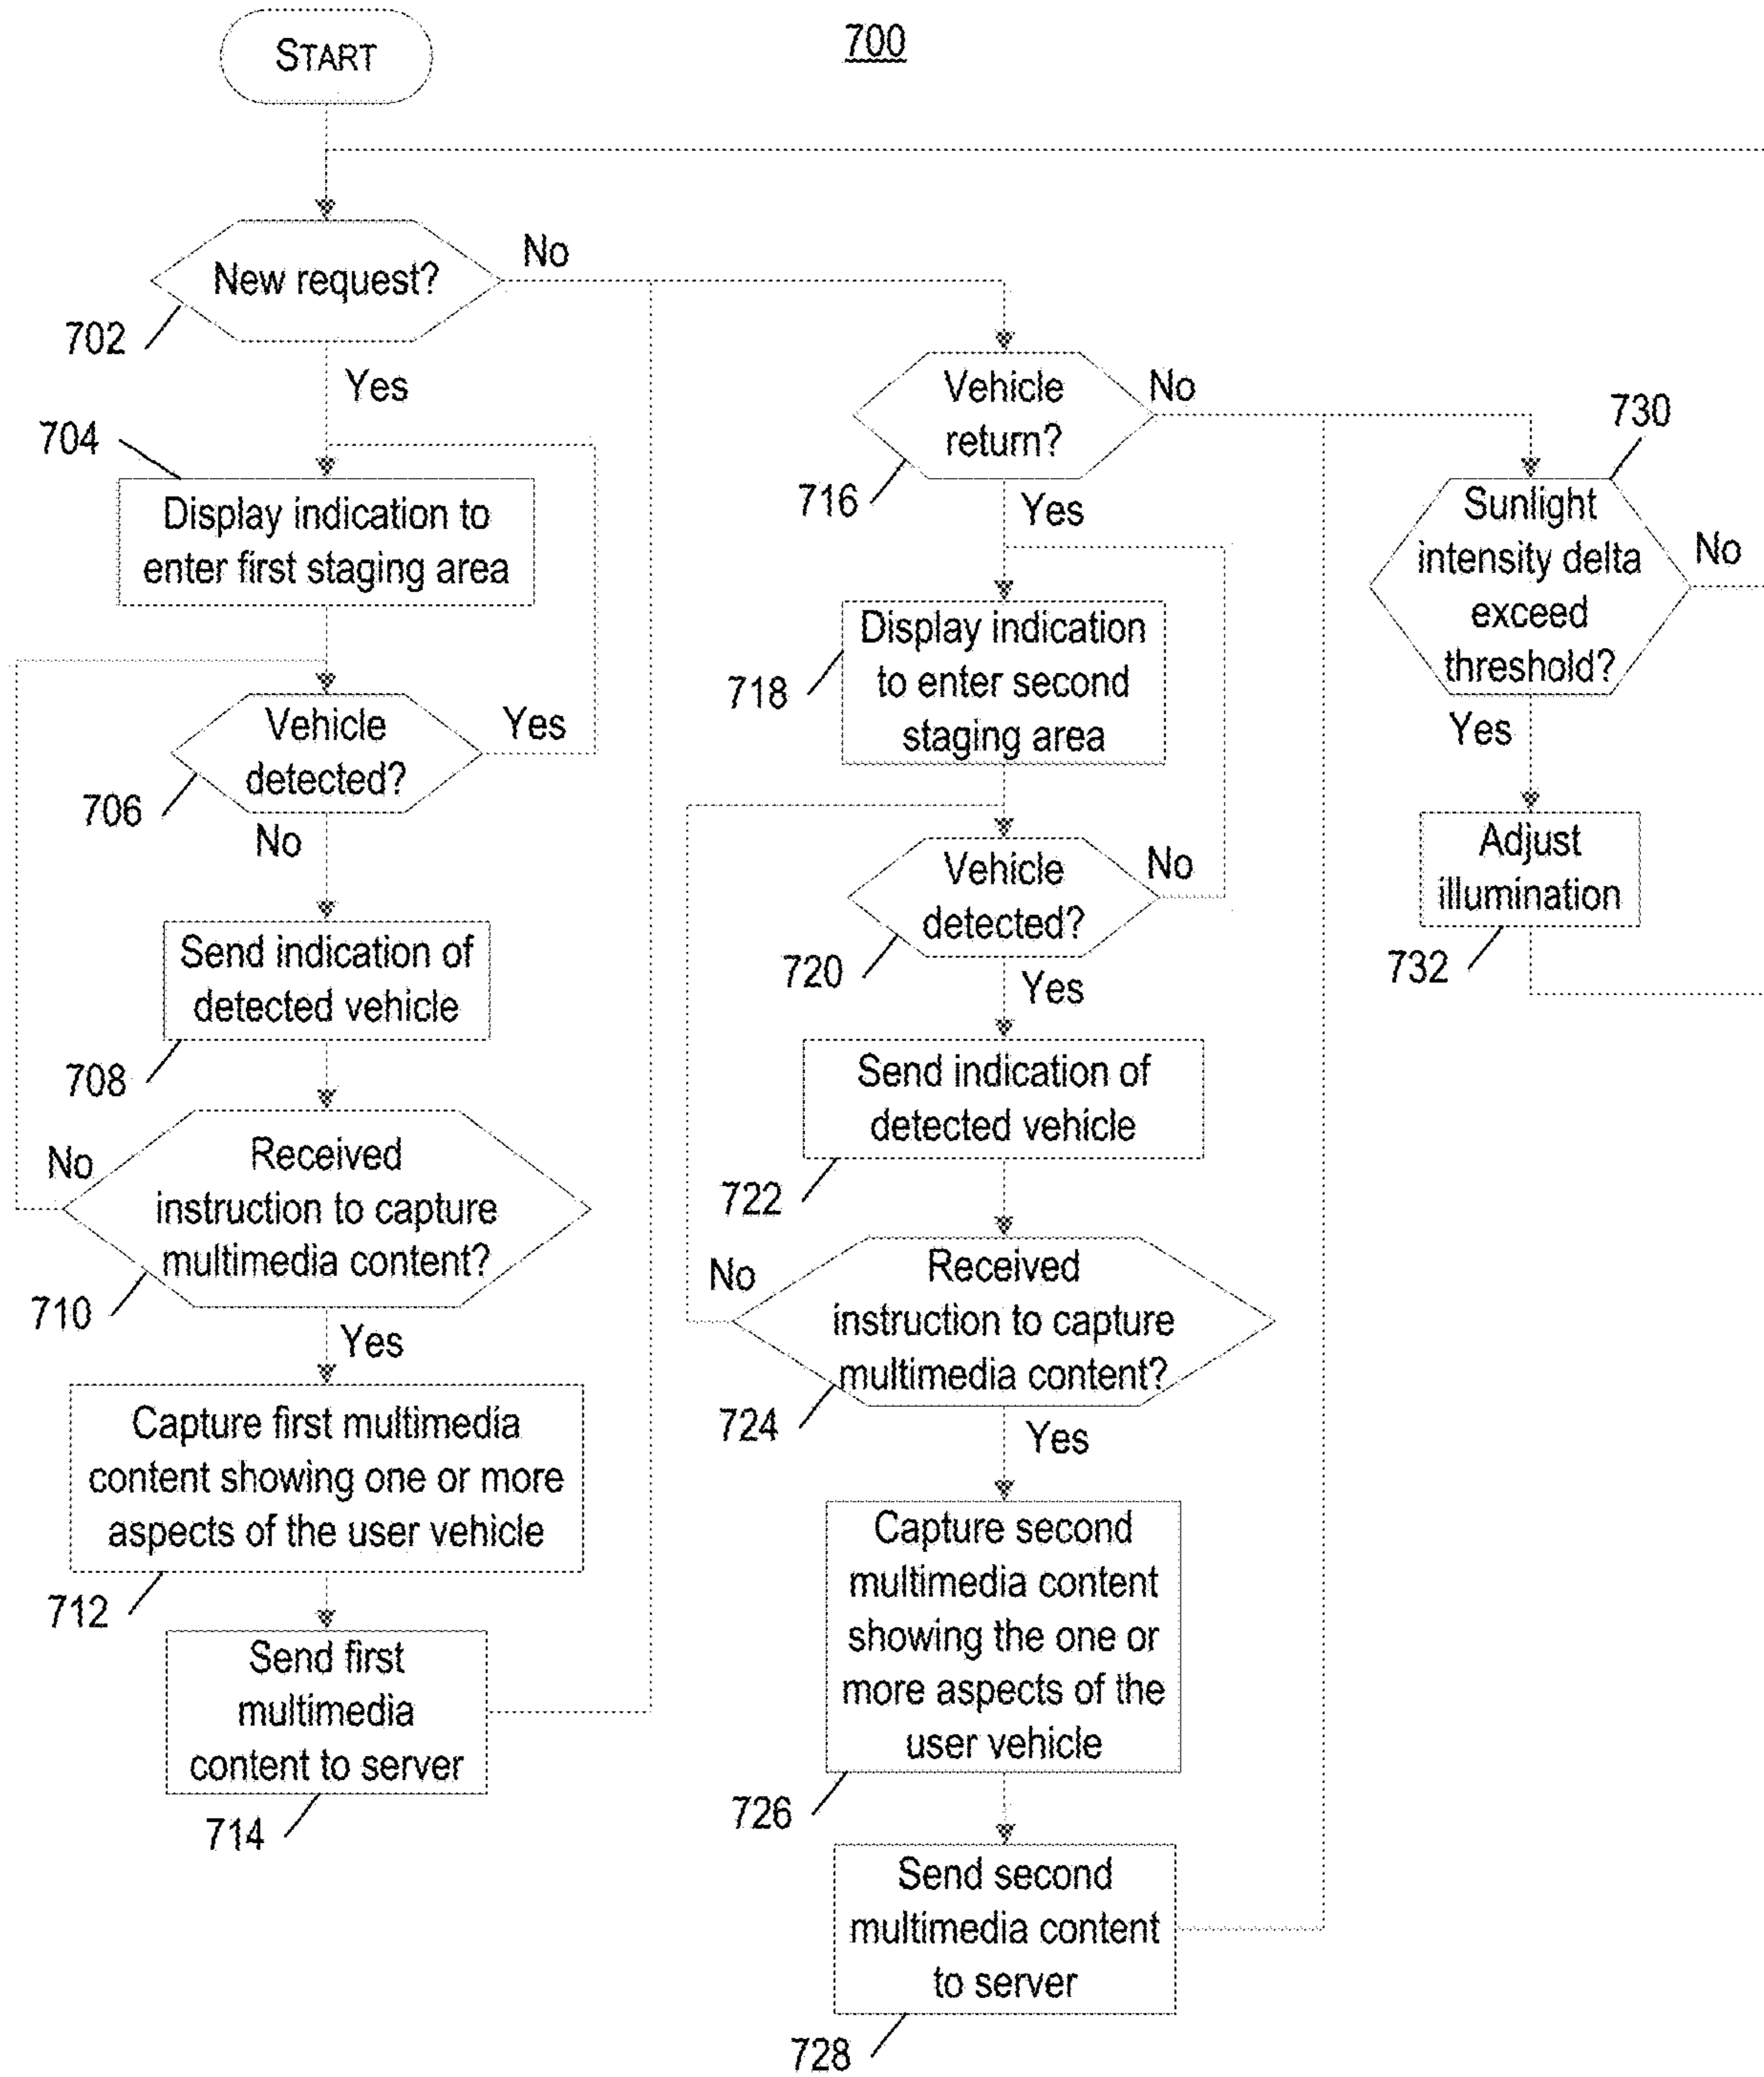 START
700
New request?
No
702
Yes
704
Display indication to
enter first staging area
Vehicle
detected?
Yes
706
No
Send indication of
detected vehicle
708
No
Received
instruction to capture
multimedia content?
710
Yes
Capture first multimedia
content showing one or more
aspects of the user vehicle
712
Send first
multimedia
content to server
714
Vehicle
return?
No
716
Yes
Display indication
to enter second
staging area
718
Vehicle
detected?
No
720
Yes
Send indication of
detected vehicle
722
No
Received
instruction to capture
multimedia content?
724
Yes
Capture second
multimedia content
showing the one or
more aspects of the
user vehicle
726
Send second
multimedia content
to server
728
730
Sunlight
intensity delta
exceed
threshold?
No
Yes
Adjust
illumination
732